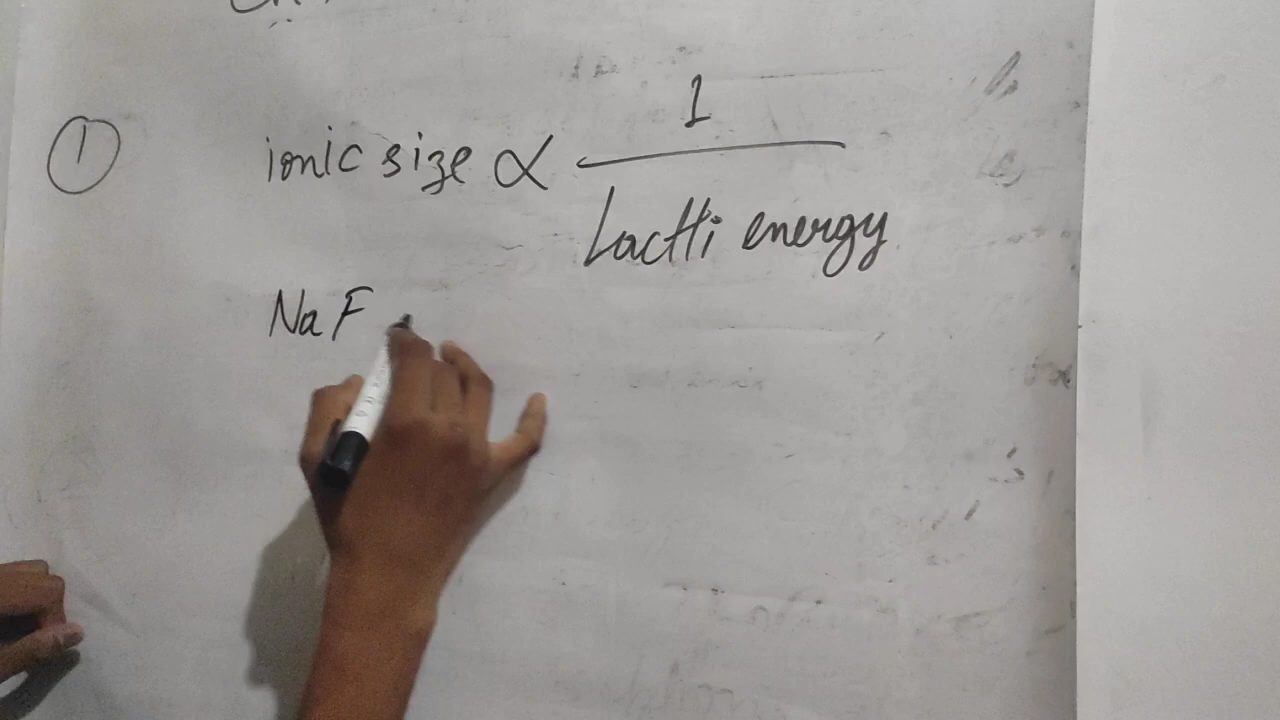 1
1
ionic size ∝
Lactti energy
NaF